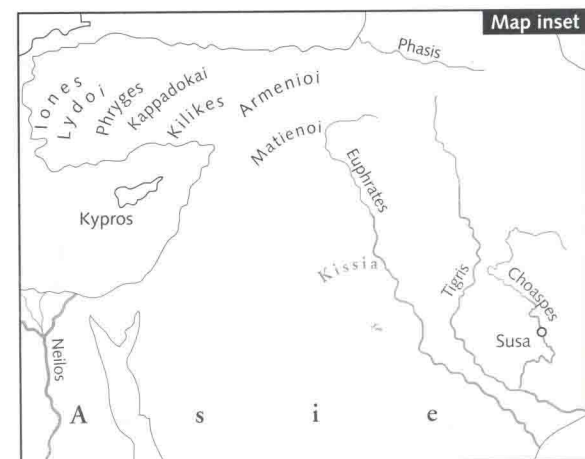 Map inset
Phasis
Iones
Lydoi
Phryges
Kappadokai
Kilikes
Armenioi
Matienoi
Euphrates
Kypros
Kissia
Tigris
Choaspes
Susa
Neilos
A s i e